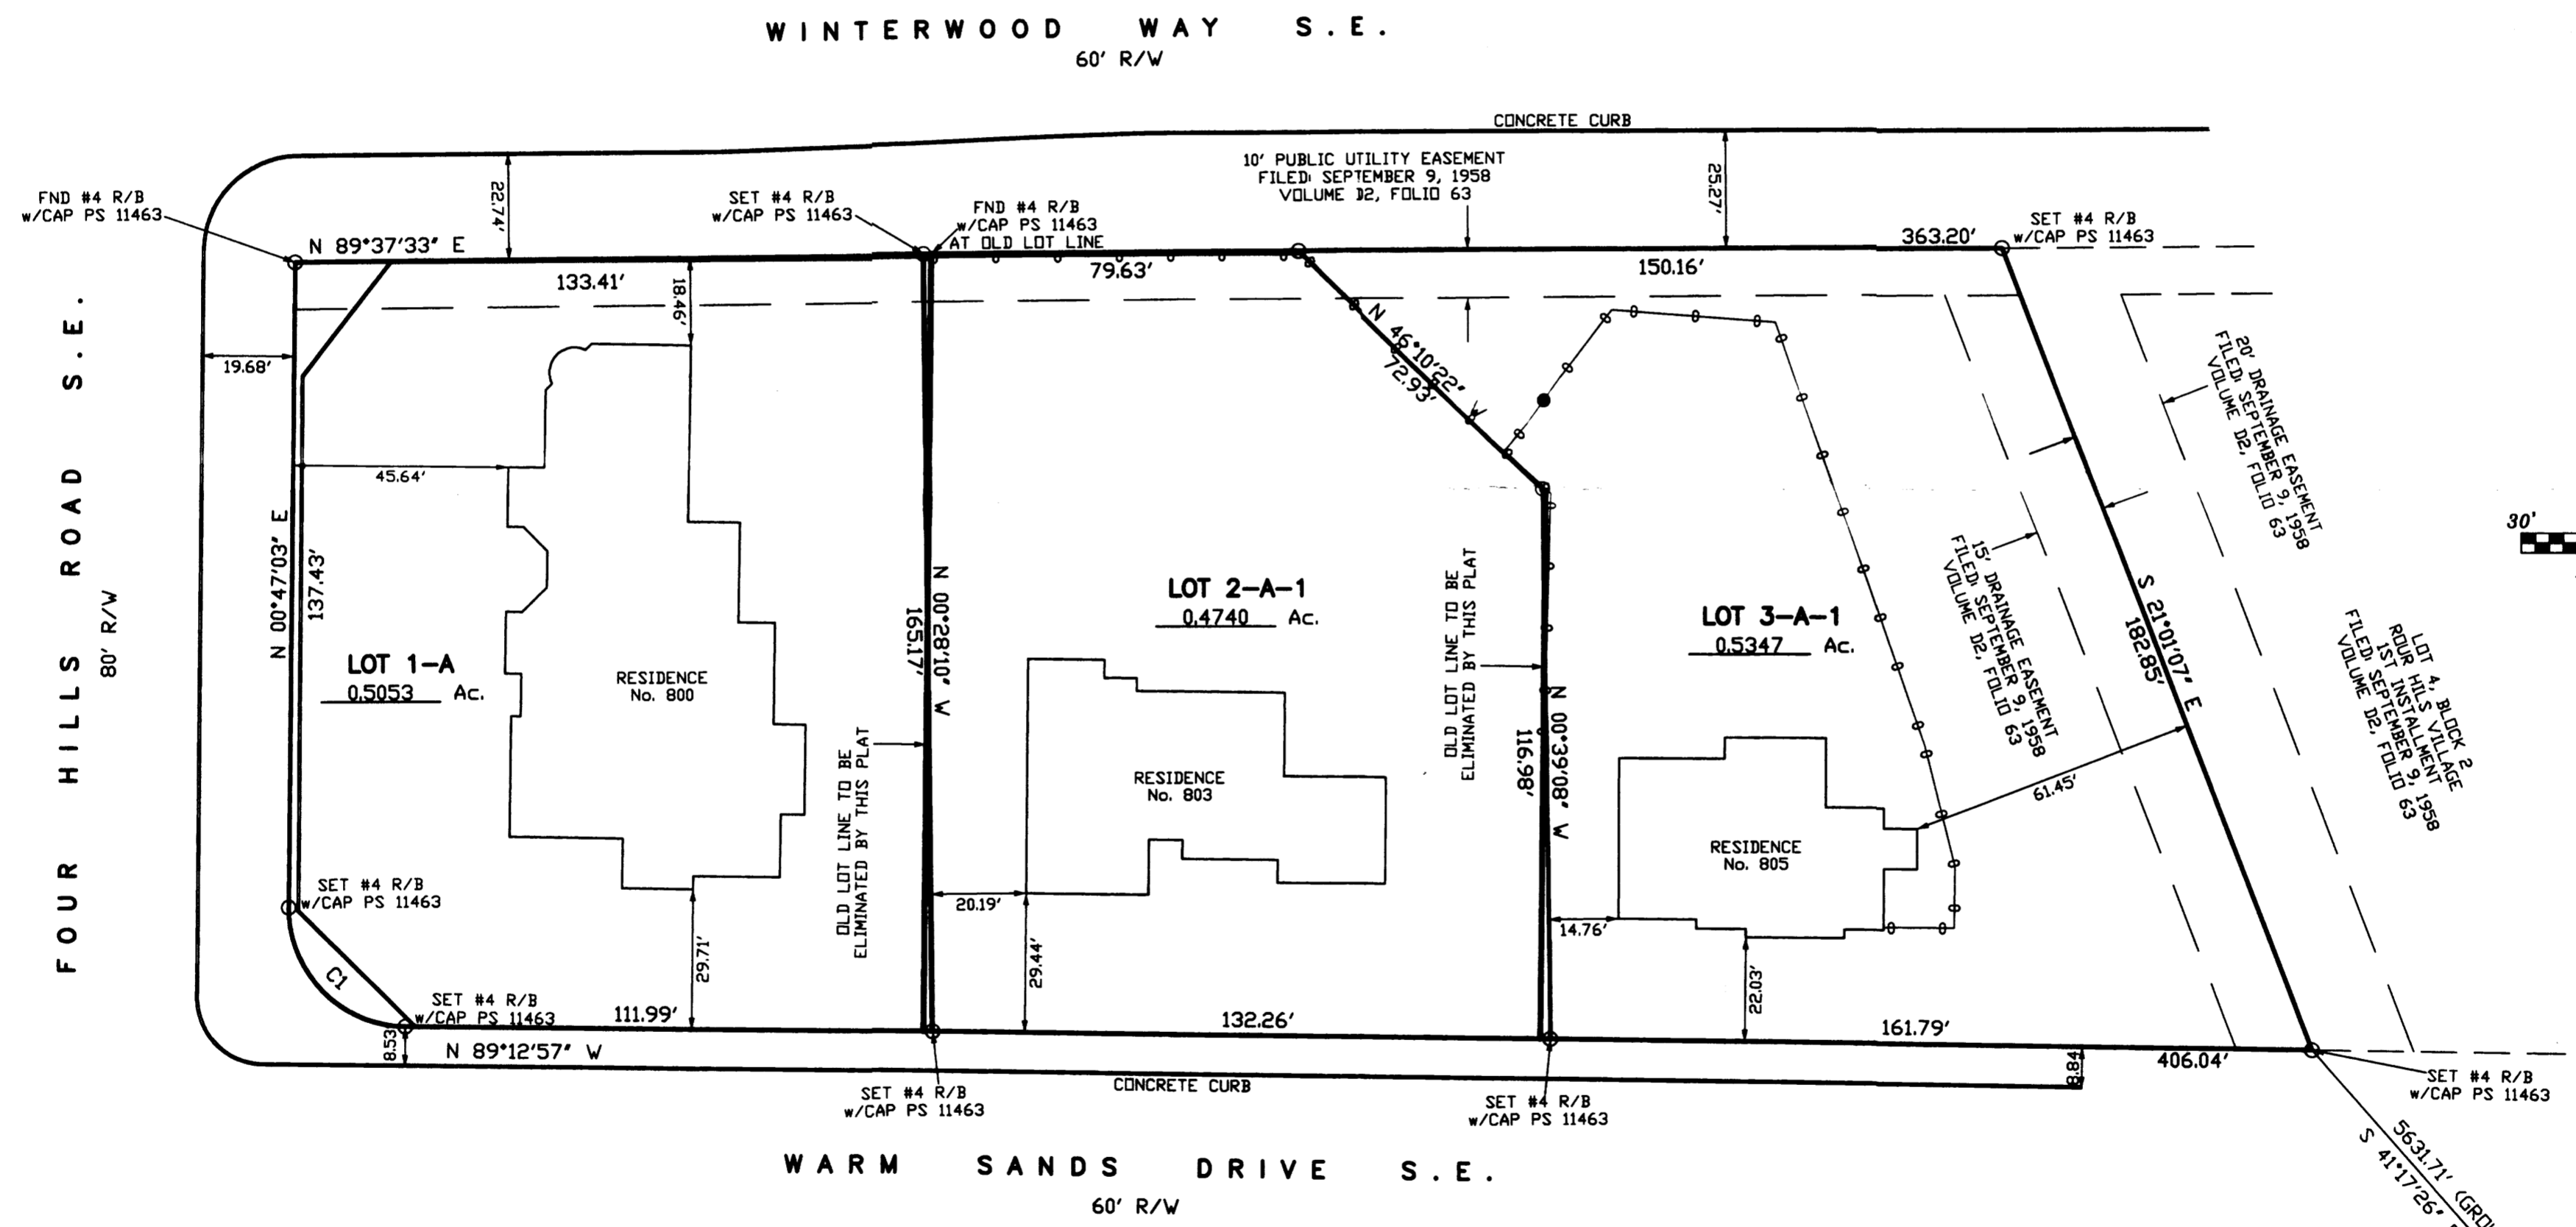 WINTERWOOD WAY S.E.
60' R/W
CONCRETE CURB
10' PUBLIC UTILITY EASEMENT
FILED: SEPTEMBER 9, 1958
VOLUME D2, FOLIO 63
22.74'
25.27'
FND #4 R/B
w/CAP PS 11463
SET #4 R/B
w/CAP PS 11463
FND #4 R/B
w/CAP PS 11463
AT OLD LOT LINE
SET #4 R/B
w/CAP PS 11463
N 89°37'33" E
363.20'
133.41'
79.63'
150.16'
18.46'
19.68'
N 46°10'22" W
72.93'
45.64'
FOUR HILLS ROAD S.E.
80' R/W
N 00°47'03" E
137.43'
LOT 1-A
0.5053 Ac.
RESIDENCE
No. 800
OLD LOT LINE TO BE
ELIMINATED BY THIS PLAT
N 00°28'10" W
165.17'
LOT 2-A-1
0.4740 Ac.
RESIDENCE
No. 803
OLD LOT LINE TO BE
ELIMINATED BY THIS PLAT
N 00°39'08" W
116.98'
LOT 3-A-1
0.5347 Ac.
RESIDENCE
No. 805
15' DRAINAGE EASEMENT
FILED: SEPTEMBER 9, 1958
VOLUME D2, FOLIO 63
20' DRAINAGE EASEMENT
FILED: SEPTEMBER 9, 1958
VOLUME D2, FOLIO 63
S 21°01'07" E
182.85'
61.45'
LOT 4, BLOCK 2
ROUR HILLS VILLAGE
1ST INSTALLMENT
FILED: SEPTEMBER 9, 1958
VOLUME D2, FOLIO 63
30'
SET #4 R/B
w/CAP PS 11463
C1
SET #4 R/B
w/CAP PS 11463
29.71'
20.19'
29.44'
14.76'
22.03'
111.99'
132.26'
161.79'
8.53
N 89°12'57" W
406.04'
8.84
CONCRETE CURB
SET #4 R/B
w/CAP PS 11463
SET #4 R/B
w/CAP PS 11463
SET #4 R/B
w/CAP PS 11463
5631.71' (GRO
S 41°17'26"
WARM SANDS DRIVE S.E.
60' R/W